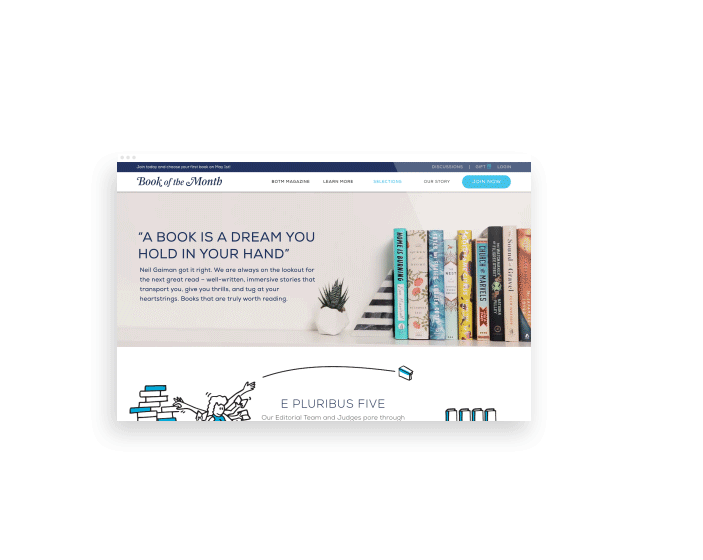 Join today and choose your first book on May 1st!
DISCUSSIONS | GIFT LOGIN
Book of the Month
BOTM MAGAZINE LEARN MORE SELECTIONS OUR STORY JOIN NOW
“A BOOK IS A DREAM YOU
HOLD IN YOUR HAND”
Neil Gaiman got it right. We are always on the lookout for
the next great read – well-written, immersive stories that
transport you, give you thrills, and tug at your
heartstrings. Books that are truly worth reading.
HOME IS BURNING
CHURCH of MARVELS
Sound of Gravel
E PLURIBUS FIVE
Our Editorial Team and Judges pore through